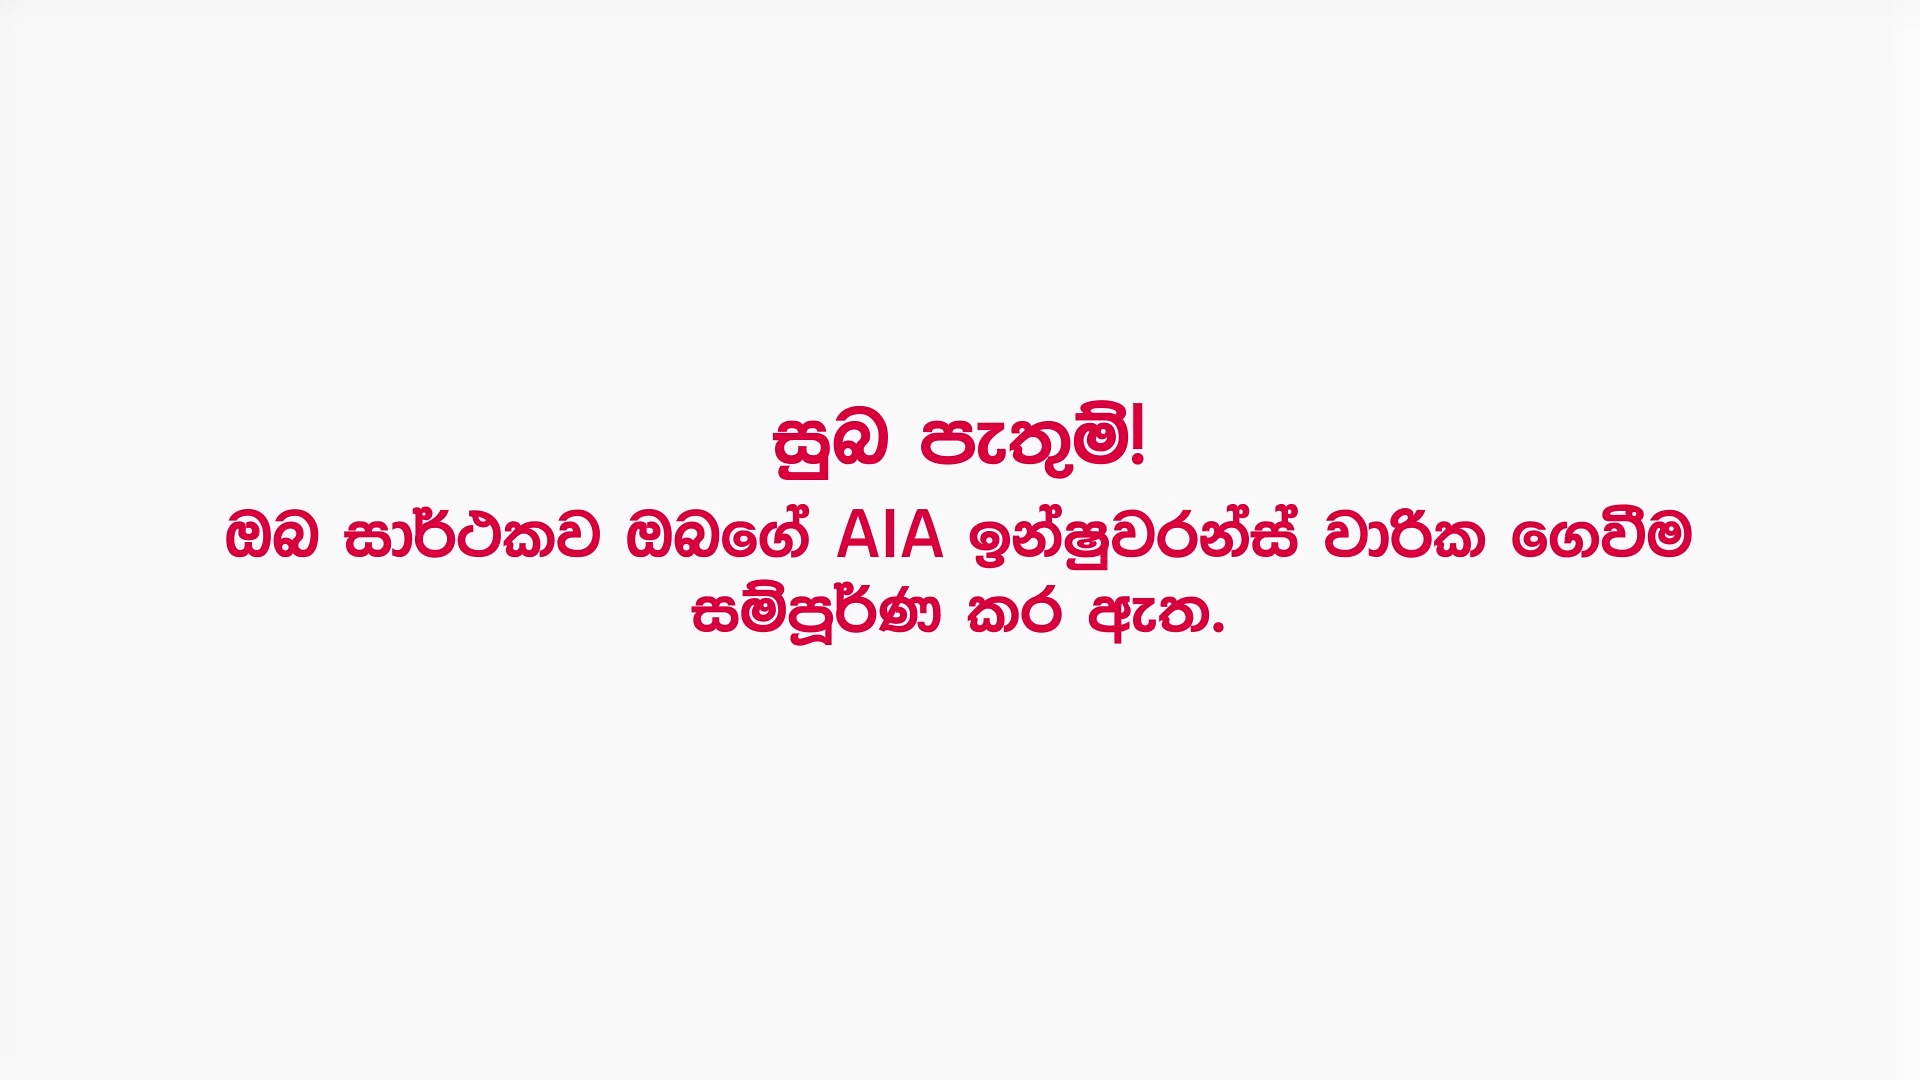 සුබ පැතුම්!
ඔබ සාර්ථකව ඔබගේ AIA ඉන්ෂුවරන්ස් වාරික ගෙවීම
සම්පූර්ණ කර ඇත.